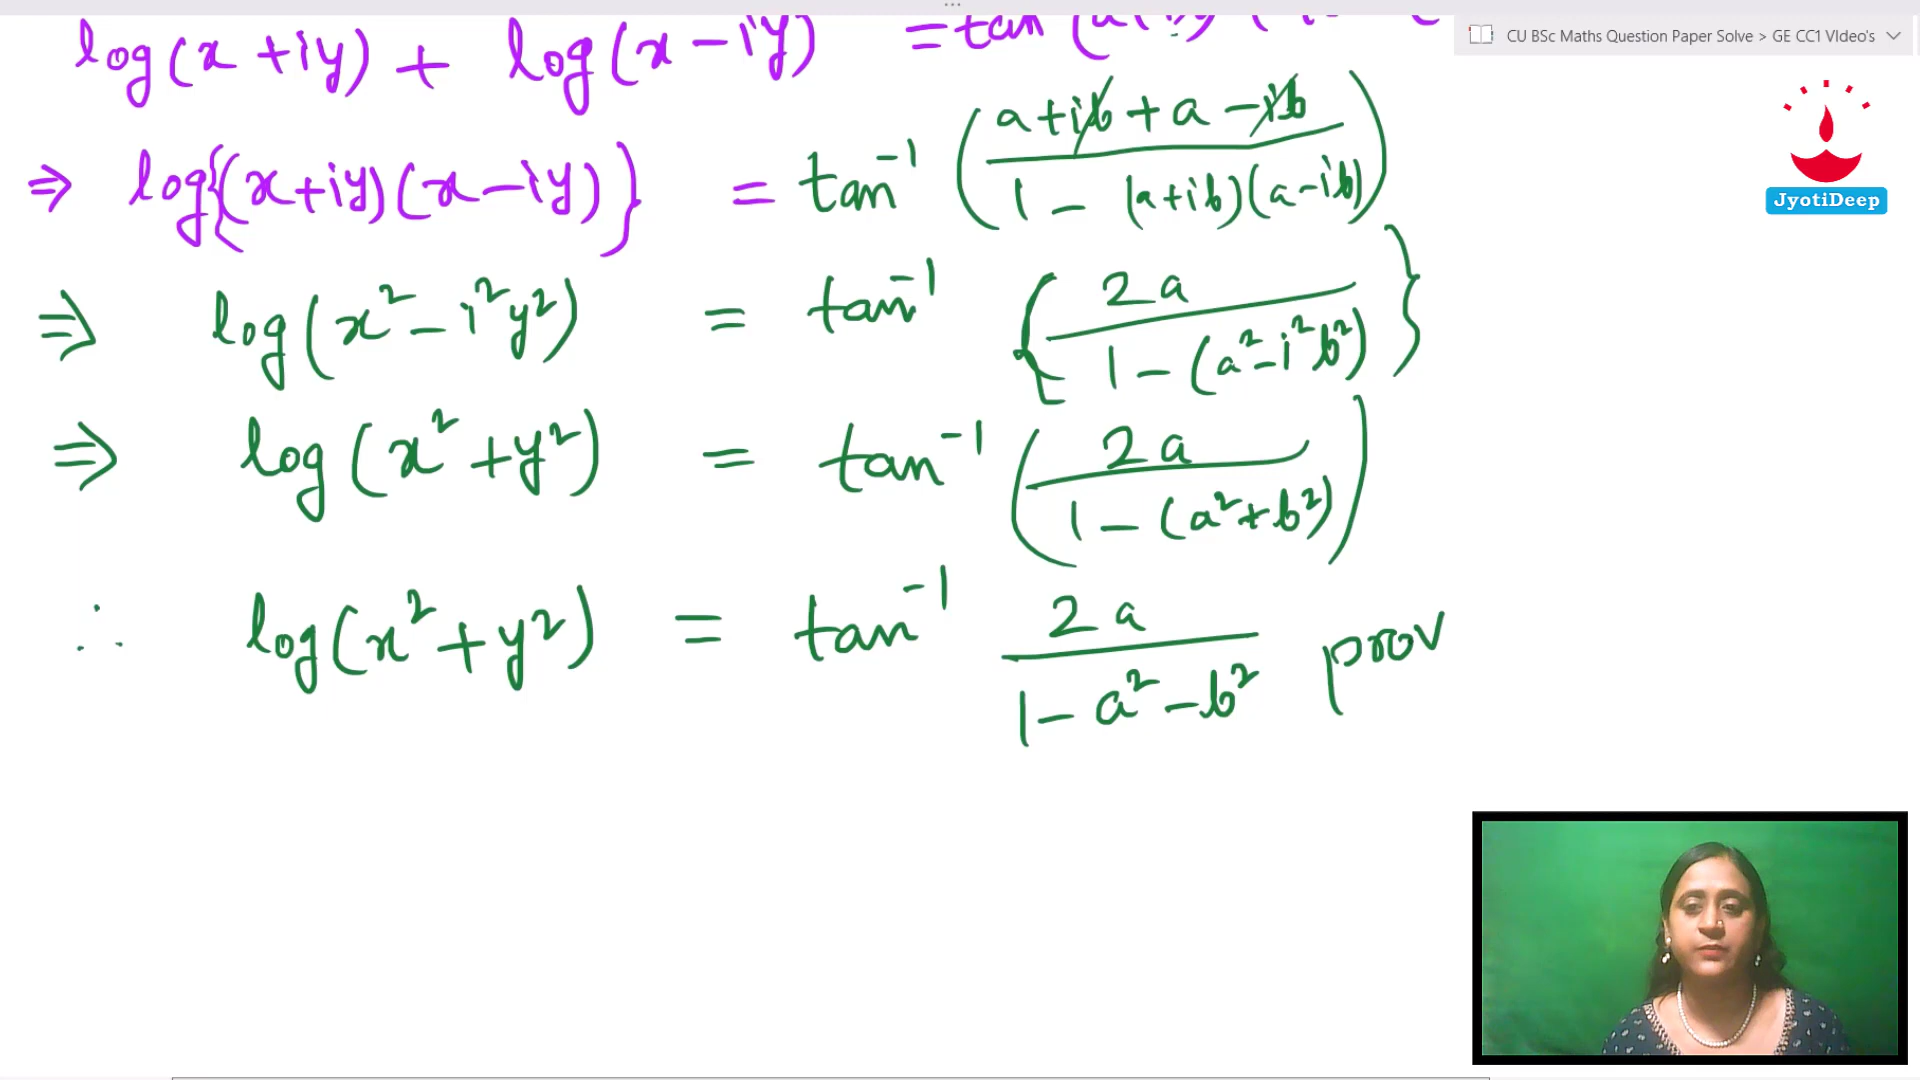 log(x + iy) + log(x - iy) = tan
CU BSc Maths Question Paper Solve > GE CC1 VIdeo's
JyotiDeep
⇒ log{(x+iy)(x-iy)} = tan⁻¹ ( (a+ib + a - ib) / (1 - (a+ib)(a-ib)) )
⇒ log(x² - i²y²) = tan⁻¹ { 2a / (1 - (a² - i²b²)) }
⇒ log(x² + y²) = tan⁻¹ ( 2a / (1 - (a² + b²)) )
∴ log(x² + y²) = tan⁻¹ 2a / (1 - a² - b²) prov